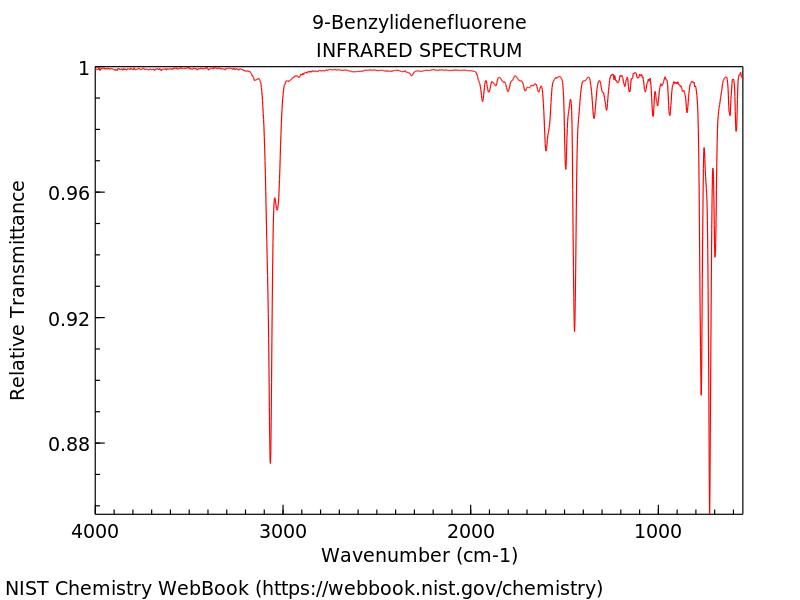 9-Benzylidenefluorene
INFRARED SPECTRUM
1
0.96
0.92
0.88
Relative Transmittance
4000 3000 2000 1000
Wavenumber (cm-1)
NIST Chemistry WebBook (https://webbook.nist.gov/chemistry)